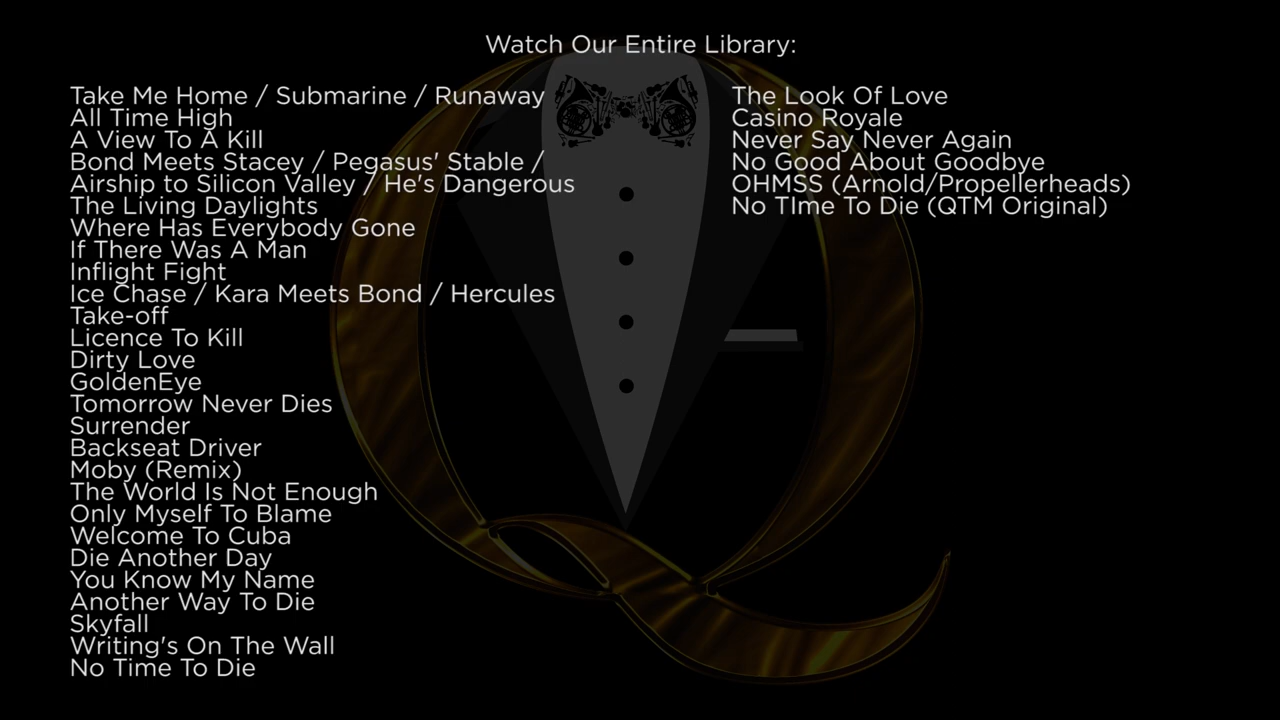 Watch Our Entire Library:
Take Me Home / Submarine / Runaway
All Time High
A View To A Kill
Bond Meets Stacey / Pegasus' Stable /
Airship to Silicon Valley / He's Dangerous
The Living Daylights
Where Has Everybody Gone
If There Was A Man
Inflight Fight
Ice Chase / Kara Meets Bond / Hercules
Take-off
Licence To Kill
Dirty Love
GoldenEye
Tomorrow Never Dies
Surrender
Backseat Driver
Moby (Remix)
The World Is Not Enough
Only Myself To Blame
Welcome To Cuba
Die Another Day
You Know My Name
Another Way To Die
Skyfall
Writing's On The Wall
No Time To Die
The Look Of Love
Casino Royale
Never Say Never Again
No Good About Goodbye
OHMSS (Arnold/Propellerheads)
No TIme To Die (QTM Original)